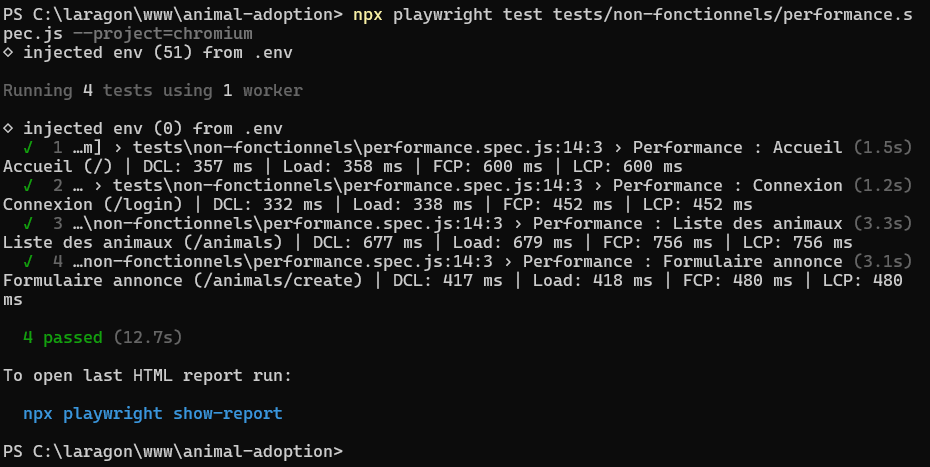 PS C:\laragon\www\animal-adoption> npx playwright test tests/non-fonctionnels/performance.s
pec.js --project=chromium
◇ injected env (51) from .env
Running 4 tests using 1 worker
◇ injected env (0) from .env
✓ 1 …m] › tests\non-fonctionnels\performance.spec.js:14:3 › Performance : Accueil (1.5s)
Accueil (/) | DCL: 357 ms | Load: 358 ms | FCP: 600 ms | LCP: 600 ms
✓ 2 … › tests\non-fonctionnels\performance.spec.js:14:3 › Performance : Connexion (1.2s)
Connexion (/login) | DCL: 332 ms | Load: 338 ms | FCP: 452 ms | LCP: 452 ms
✓ 3 …\non-fonctionnels\performance.spec.js:14:3 › Performance : Liste des animaux (3.3s)
Liste des animaux (/animals) | DCL: 677 ms | Load: 679 ms | FCP: 756 ms | LCP: 756 ms
✓ 4 …non-fonctionnels\performance.spec.js:14:3 › Performance : Formulaire annonce (3.1s)
Formulaire annonce (/animals/create) | DCL: 417 ms | Load: 418 ms | FCP: 480 ms | LCP: 480
ms
4 passed (12.7s)
To open last HTML report run:
npx playwright show-report
PS C:\laragon\www\animal-adoption>